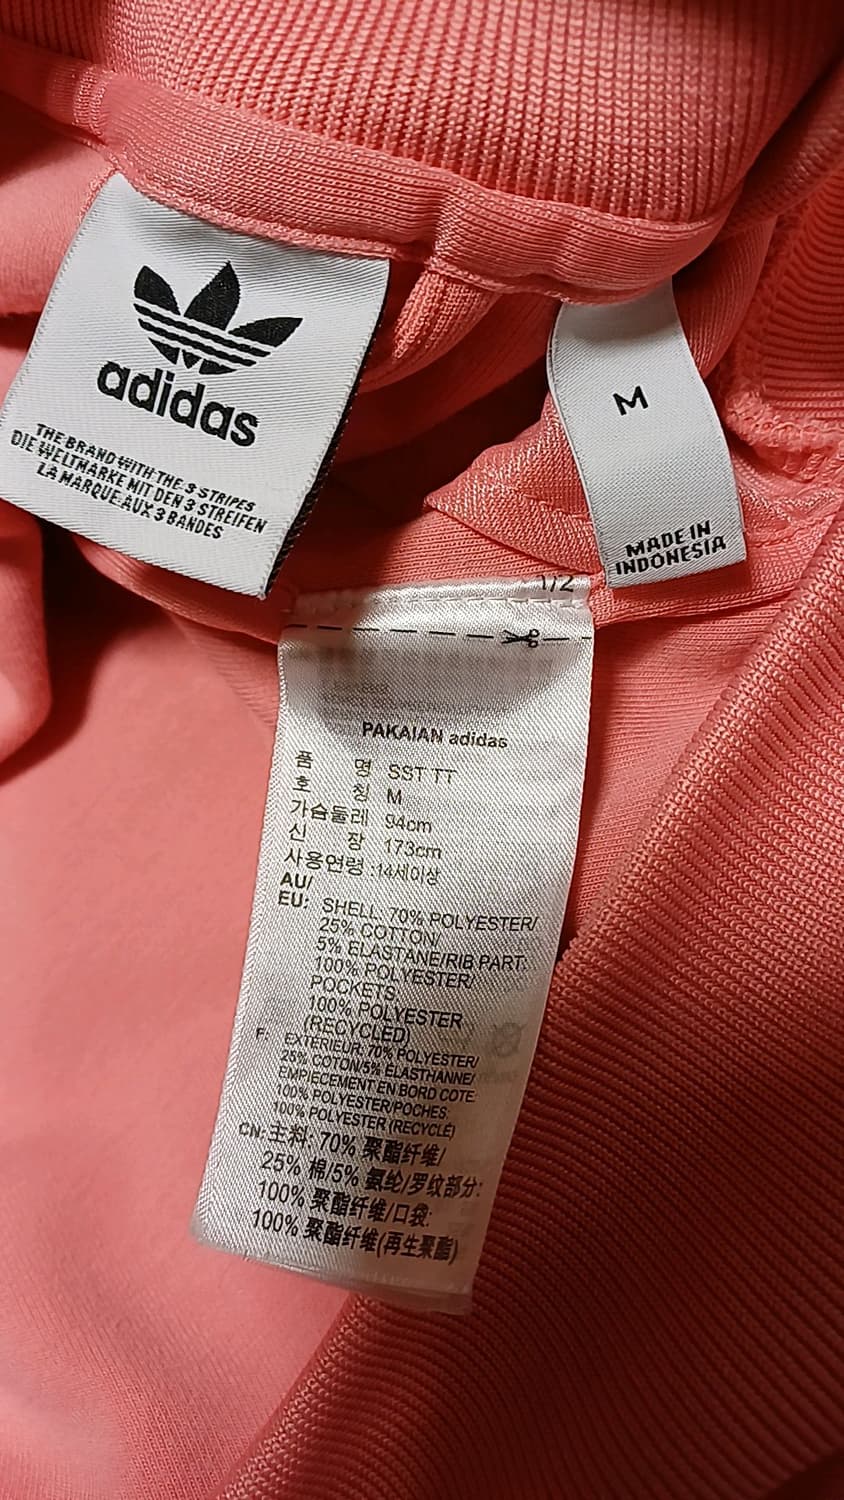 adidas
THE BRAND WITH THE 3 STRIPES
DIE WELTMARKE MIT DEN 3 STREIFEN
LA MARQUE AUX 3 BANDES
M
MADE IN
INDONESIA
1/2
PAKAIAN adidas
품 명 SST TT
호 칭 M
가슴둘레 94cm
신 장 173cm
사용연령 :14세이상
AU/
EU: SHELL: 70% POLYESTER/
25% COTTON/
5% ELASTANE/RIB PART:
100% POLYESTER/
POCKETS:
100% POLYESTER
(RECYCLED)
F: EXTÉRIEUR: 70% POLYESTER/
25% COTON/5% ÉLASTHANNE/
EMPIÈCEMENT EN BORD CÔTE:
100% POLYESTER/POCHES:
100% POLYESTER (RECYCLÉ)
CN: 主料: 70% 聚酯纤维/
25% 棉/5% 氨纶/罗纹部分:
100% 聚酯纤维/口袋:
100% 聚酯纤维(再生聚酯)